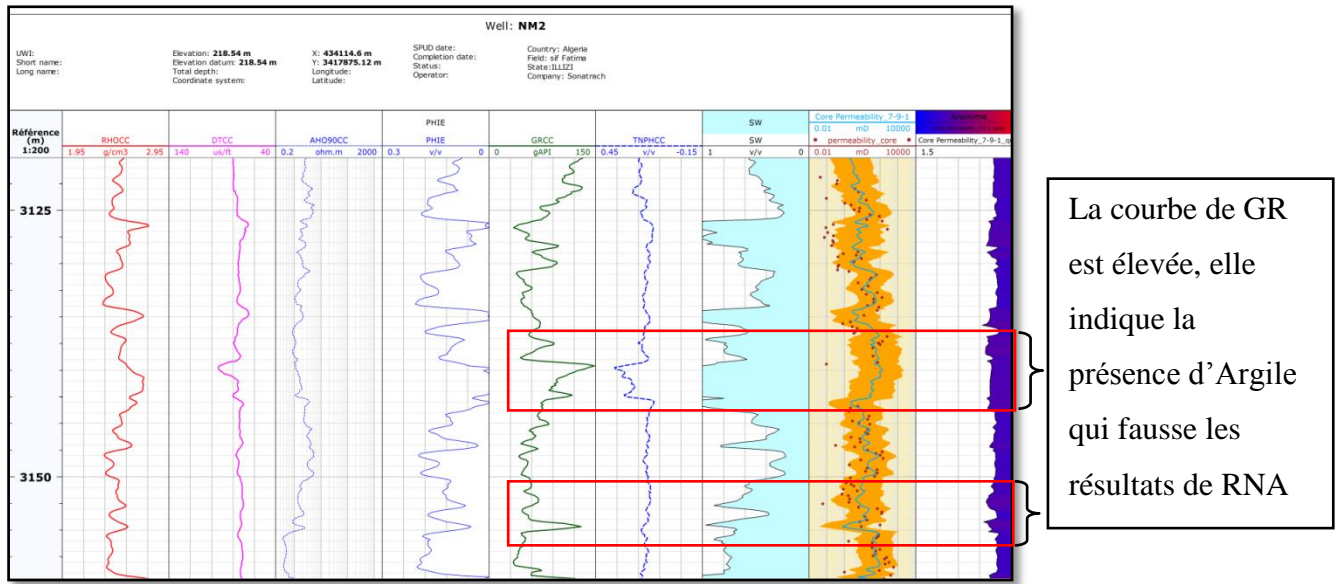 Well: NM2
UWI:
Short name:
Long name:
Elevation: 218.54 m
Elevation datum: 218.54 m
Total depth:
Coordinate system:
X: 434114.6 m
Y: 3417875.12 m
Longitude:
Latitude:
SPUD date:
Completion date:
Status:
Operator:
Country: Algeria
Field: sif Fatima
State:ILLIZI
Company: Sonatrach
Référence
(m)
1:200
RHOCC
1.95 g/cm3 2.95
DTCC
140 us/ft 40
AHO90CC
0.2 ohm.m 2000
PHIE
PHIE
0.3 v/v 0
GRCC
0 gAPI 150
TNPHCC
0.45 v/v -0.15
SW
SW
1 v/v 0
Core Permeability_7-9-1
0.01 mD 10000
permeability_core
0.01 mD 10000
Anonyme
1.5
3125
3150
La courbe de GR
est élevée, elle
indique la
présence d'Argile
qui fausse les
résultats de RNA